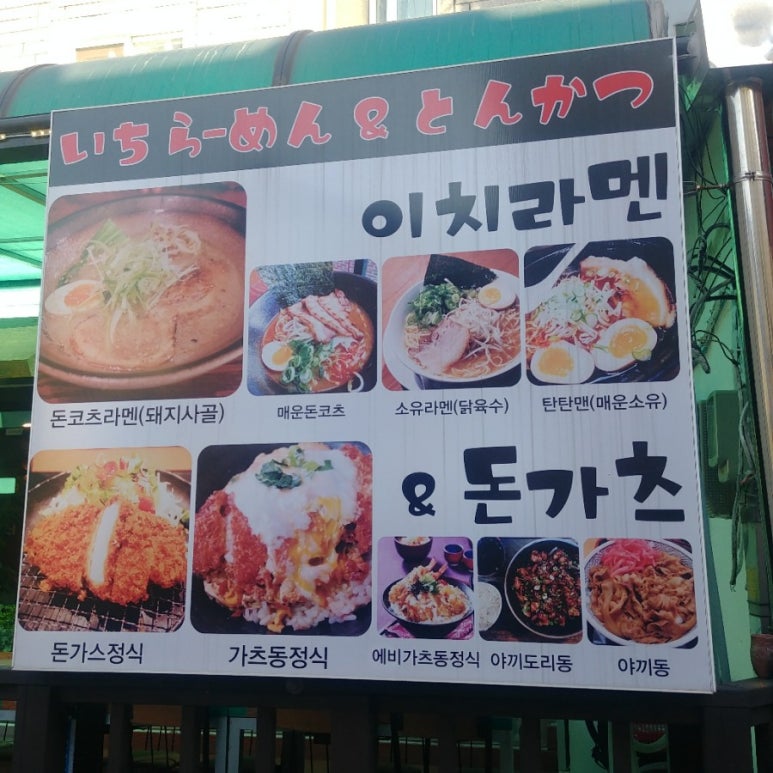 いちらーめん & とんかつ
이치라멘
돈코츠라멘(돼지사골) 매운돈코츠 소유라멘(닭육수) 탄탄맨(매운소유)
& 돈가츠
돈가스정식 가츠동정식 에비가츠동정식 야끼도리동 야끼동